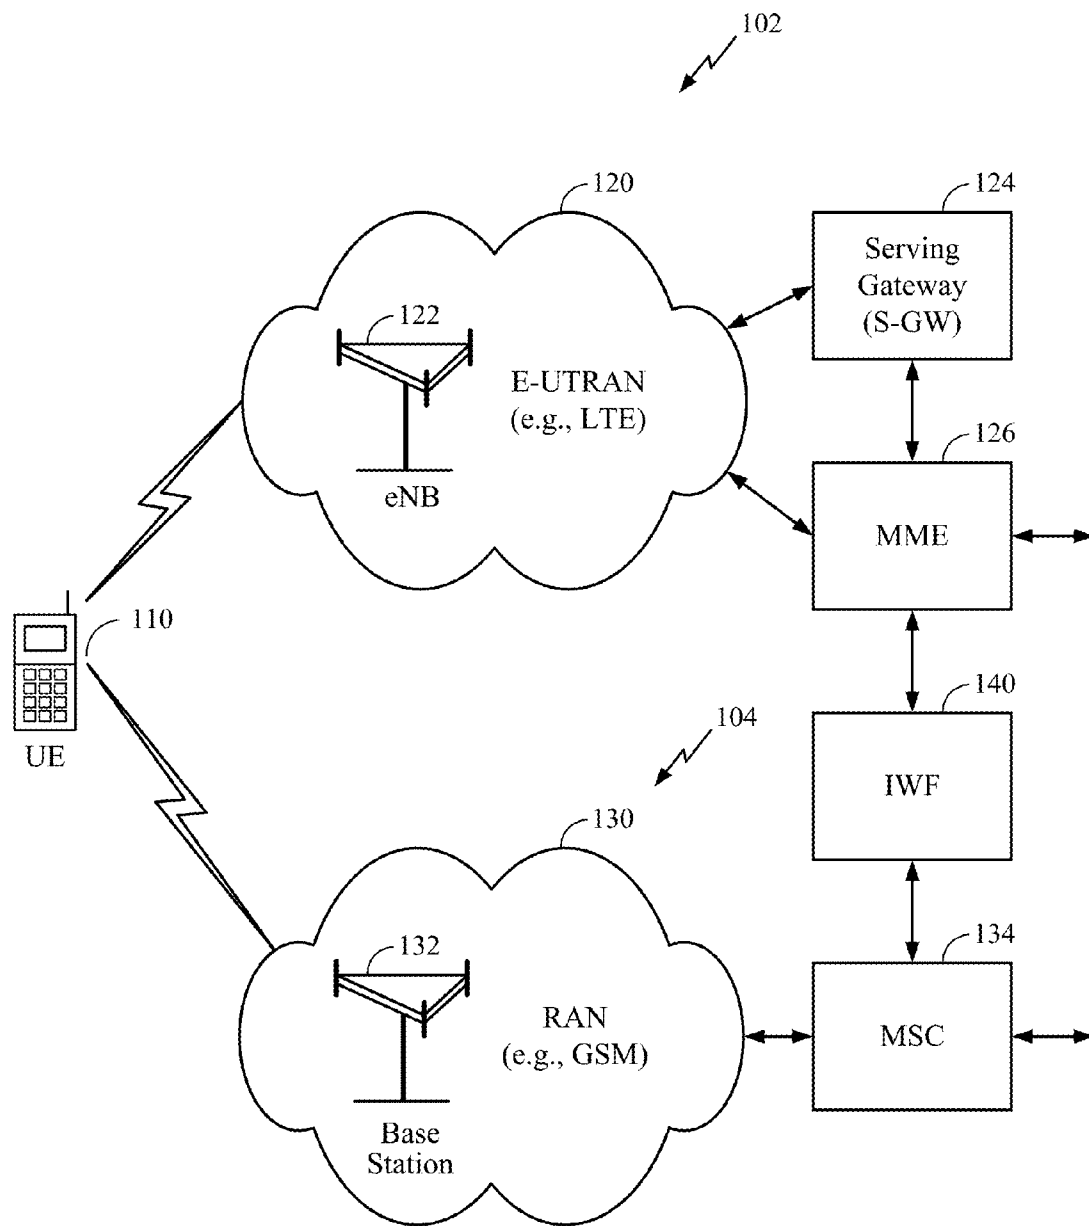 102
120
124
Serving
Gateway
(S-GW)
122
E-UTRAN
(e.g., LTE)
eNB
126
MME
110
UE
140
IWF
104
130
132
RAN
(e.g., GSM)
Base
Station
134
MSC